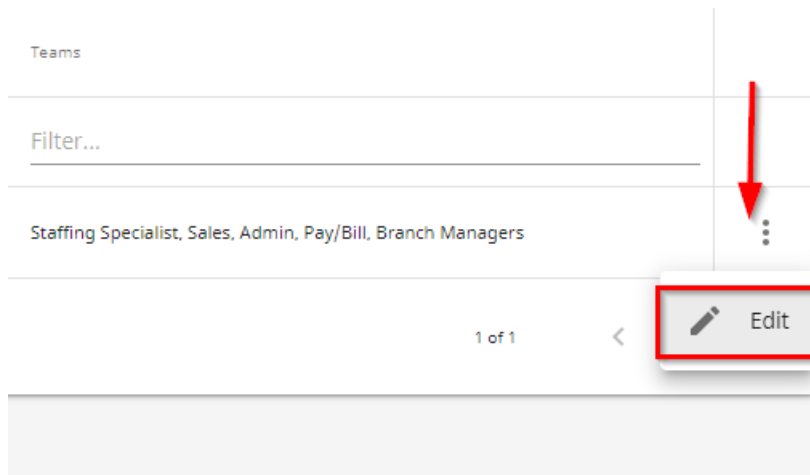 Teams
Filter...
Staffing Specialist, Sales, Admin, Pay/Bill, Branch Managers
Edit
1 of 1